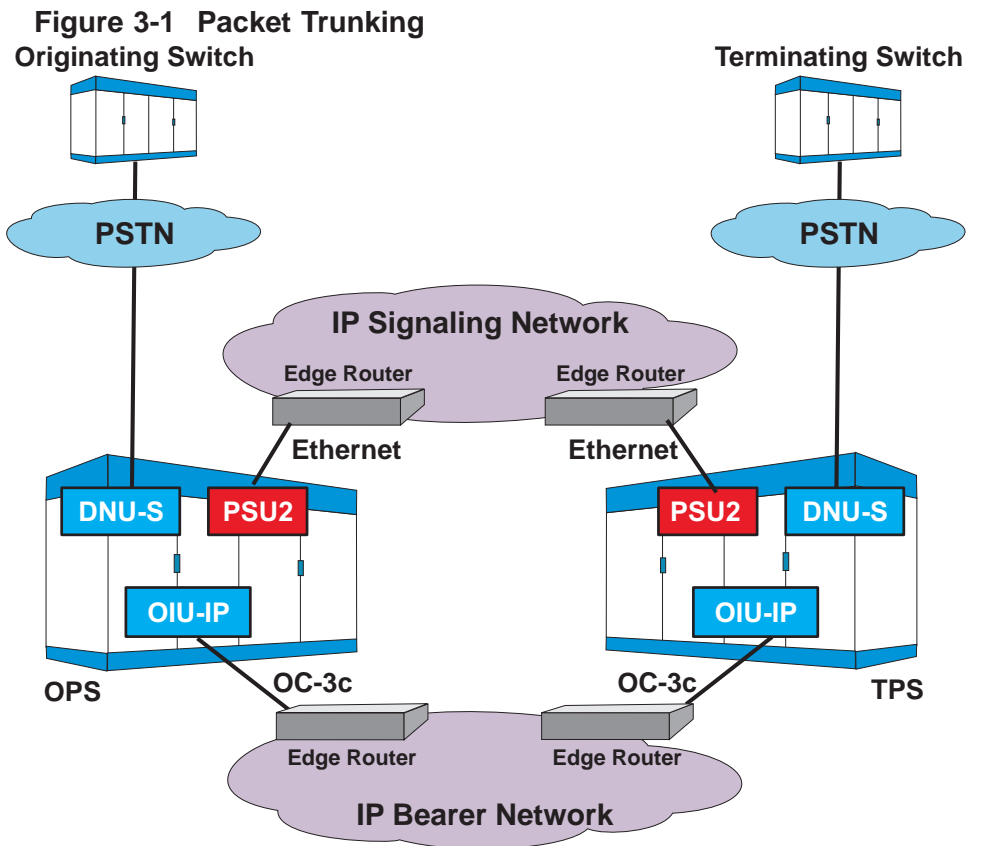 Figure 3-1 Packet Trunking
Originating Switch
Terminating Switch
PSTN
PSTN
IP Signaling Network
Edge Router
Edge Router
Ethernet
Ethernet
DNU-S
PSU2
PSU2
DNU-S
OIU-IP
OIU-IP
OPS
OC-3c
OC-3c
TPS
Edge Router
Edge Router
IP Bearer Network